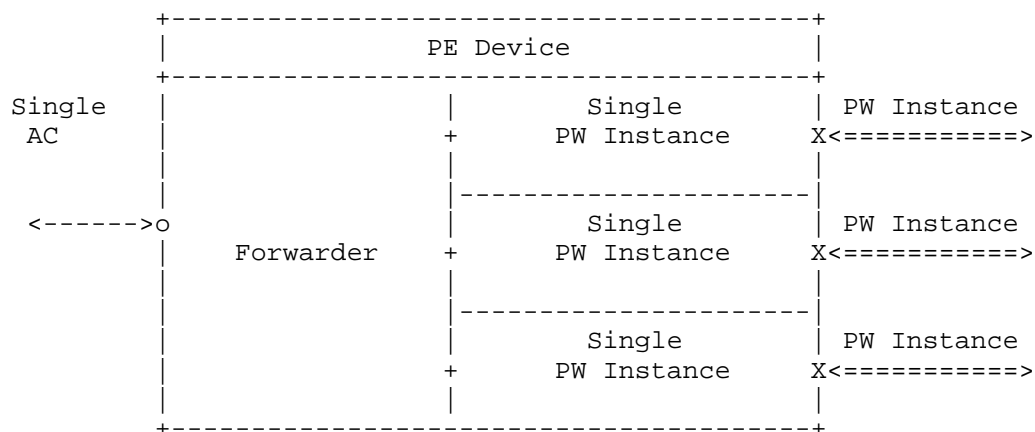 PE Device
Single Single PW Instance
AC PW Instance
Single PW Instance
Forwarder PW Instance
Single PW Instance
PW Instance